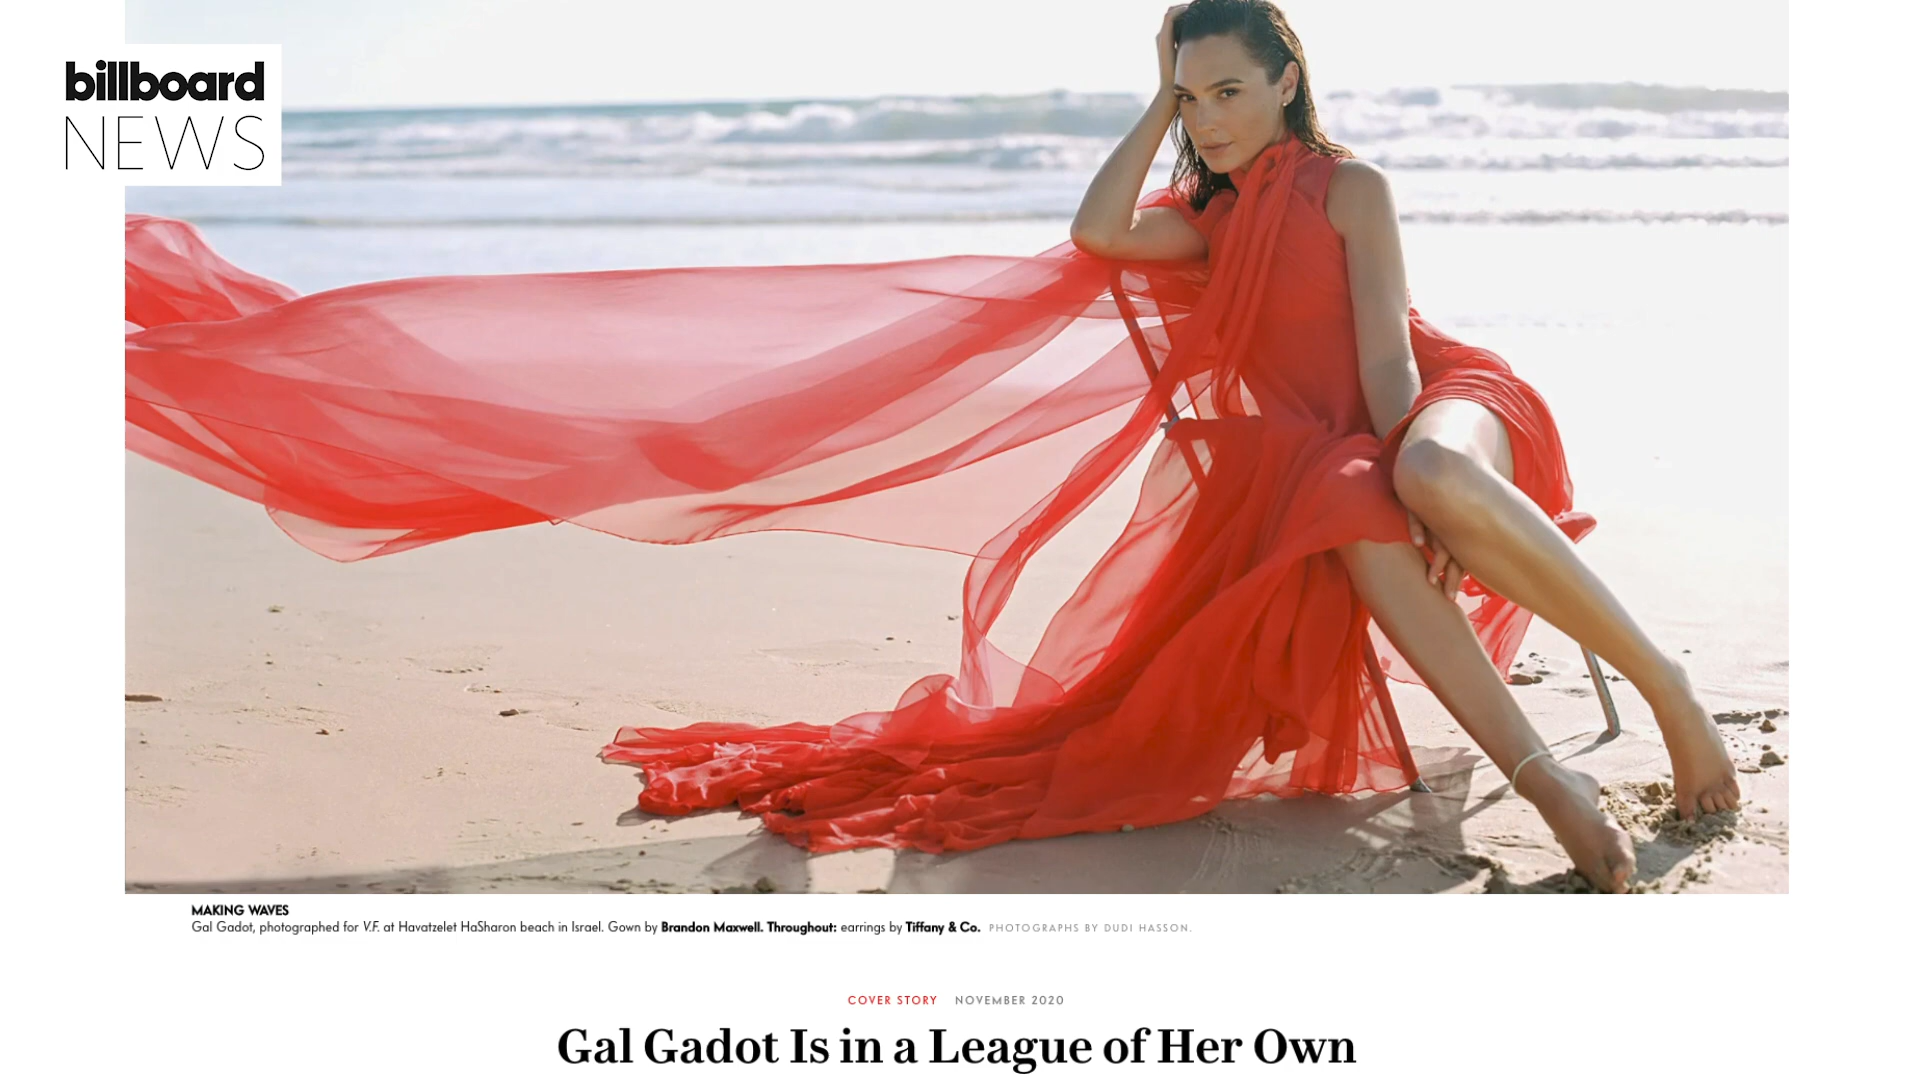 billboard
NEWS
MAKING WAVES
Gal Gadot, photographed for V.F. at Havatzelet HaSharon beach in Israel. Gown by Brandon Maxwell. Throughout: earrings by Tiffany & Co. PHOTOGRAPHS BY DUDI HASSON.
COVER STORY NOVEMBER 2020
Gal Gadot Is in a League of Her Own